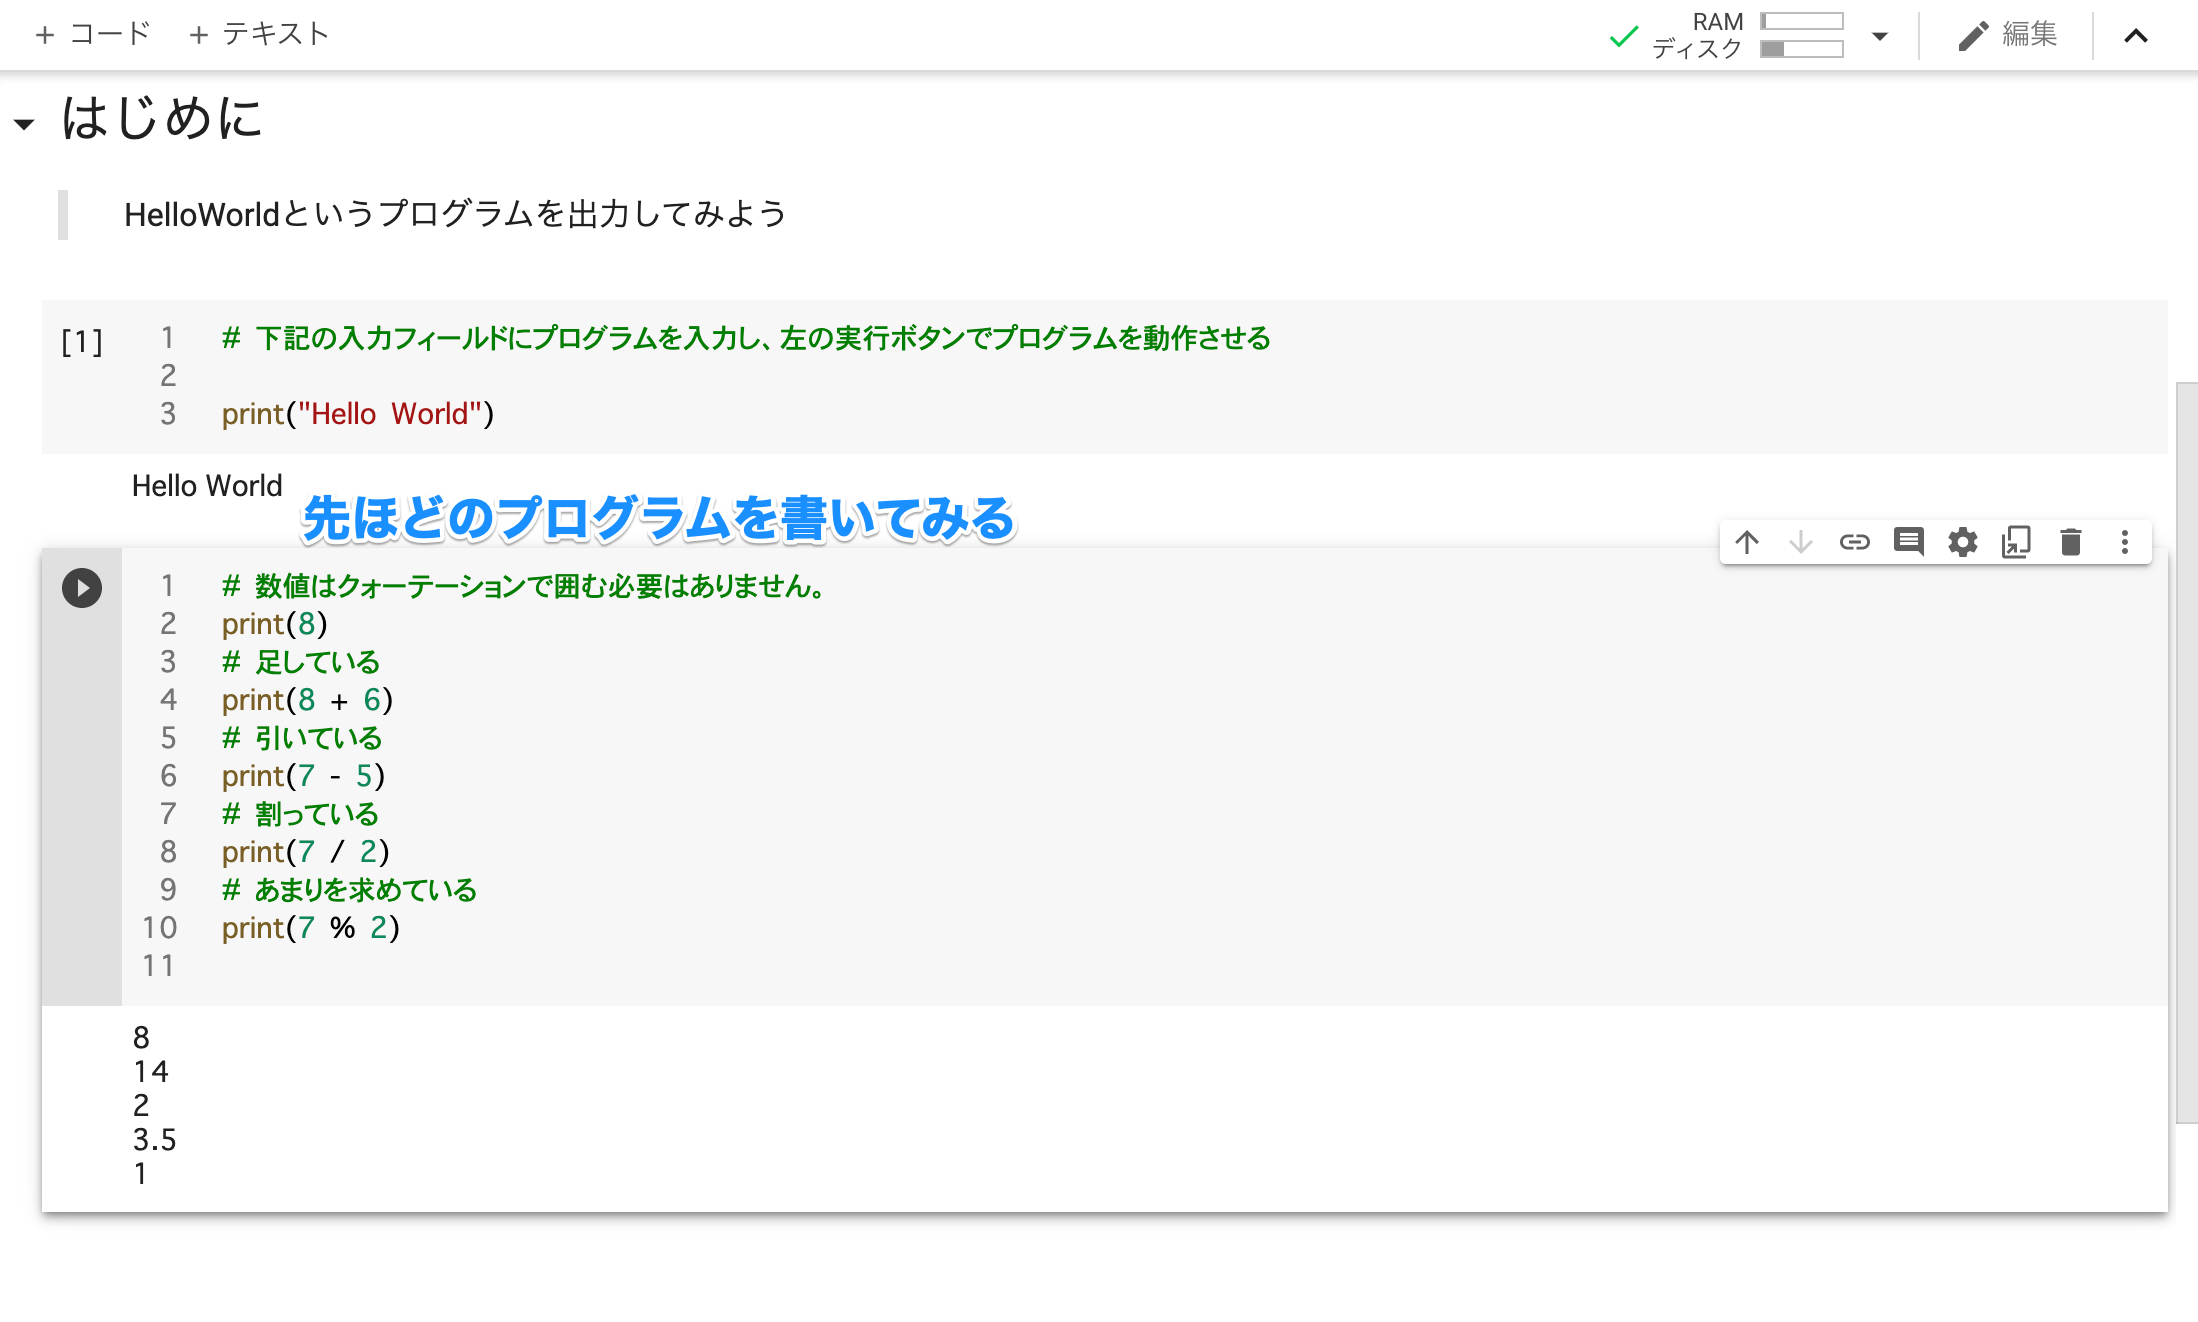 + コード + テキスト
RAM
ディスク
編集
はじめに
HelloWorldというプログラムを出力してみよう
[1]
1 # 下記の入力フィールドにプログラムを入力し、左の実行ボタンでプログラムを動作させる
2
3 print("Hello World")
Hello World
先ほどのプログラムを書いてみる
1 # 数値はクォーテーションで囲む必要はありません。
2 print(8)
3 # 足している
4 print(8 + 6)
5 # 引いている
6 print(7 - 5)
7 # 割っている
8 print(7 / 2)
9 # あまりを求めている
10 print(7 % 2)
11
8
14
2
3.5
1